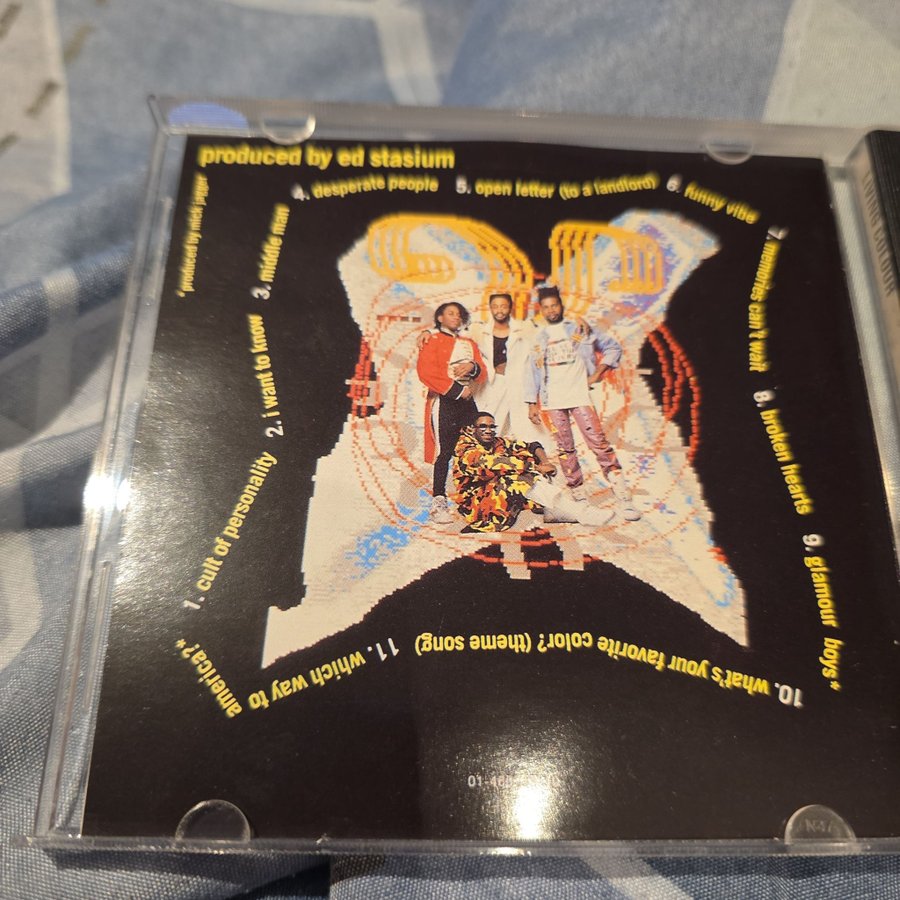 produced by ed stasium
*produced by mick jagger
1. cult of personality
2. i want to know
3. middle man
4. desperate people
5. open letter (to a landlord)
6. funny vibe
7. memories can't wait
8. broken hearts
9. glamour boys*
10. what's your favorite color? (theme song)
11. which way to
america?*
LIVING COLOUR